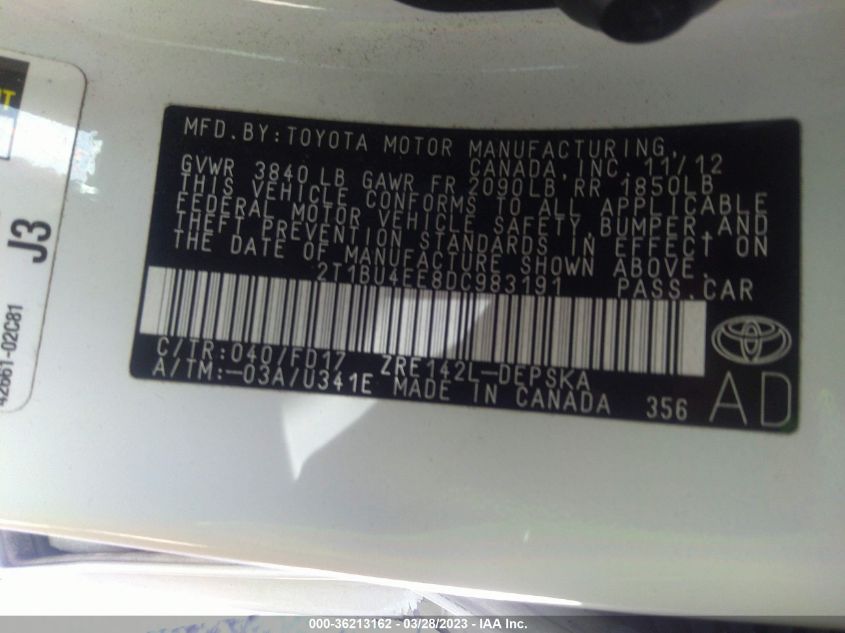 MFD.BY:TOYOTA MOTOR MANUFACTURING,
CANADA,INC. 11/12
GVWR 3840 LB GAWR FR 2090LB RR 1850LB
THIS VEHICLE CONFORMS TO ALL APPLICABLE
FEDERAL MOTOR VEHICLE SAFETY,BUMPER,AND
THEFT PREVENTION STANDARDS IN EFFECT ON
THE DATE OF MANUFACTURE SHOWN ABOVE.
2T1BU4EE8DC983191 PASS.CAR
C/TR:040/FD17 ZRE142L-DEPSKA
A/TM:-03A/U341E MADE IN CANADA 356
AD
J3
42661-02C81
000-36213162 - 03/28/2023 - IAA Inc.